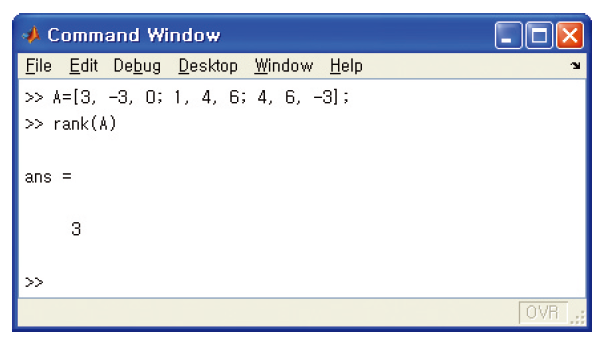 Command Window
File Edit Debug Desktop Window Help
>> A=[3, -3, 0; 1, 4, 6; 4, 6, -3];
>> rank(A)
ans =
3
>>
OVR